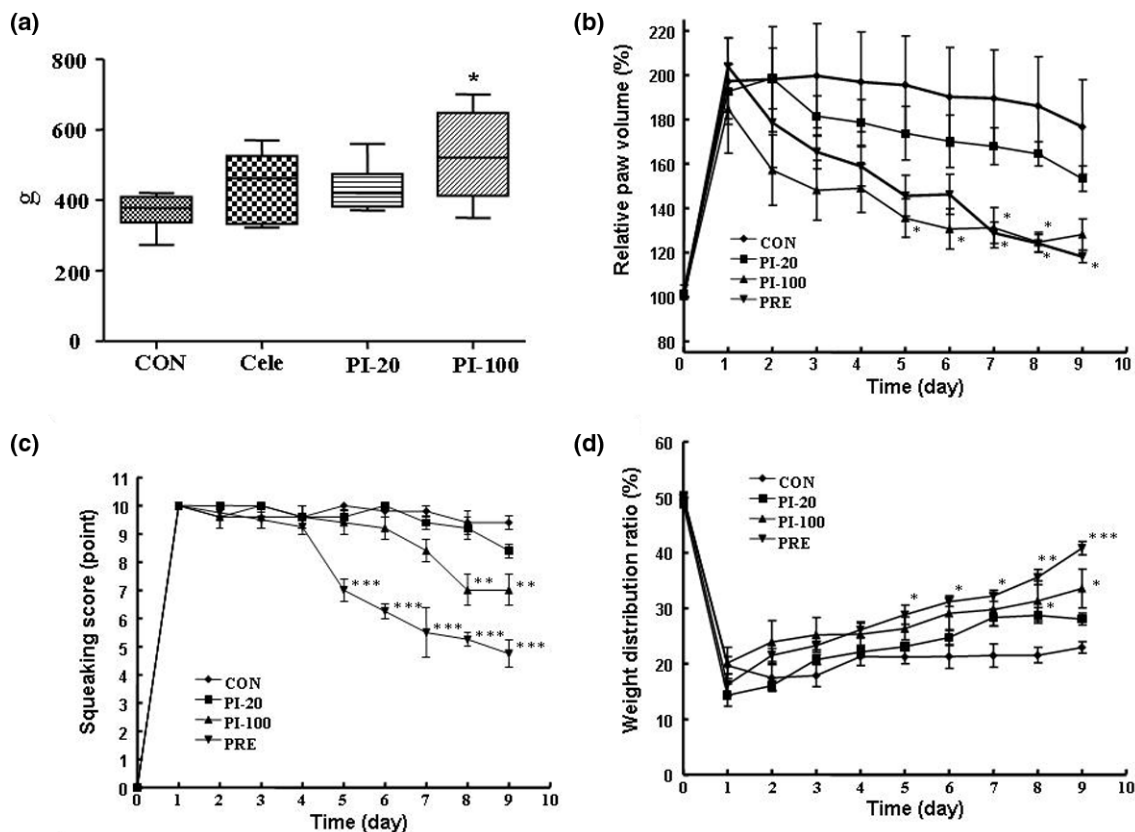 (a)
800
600
400
200
0
g
*
CON Cele PI-20 PI-100
(b)
220
200
180
160
140
120
100
80
Relative paw volume (%)
CON
PI-20
PI-100
PRE
* * * * * * *
0 1 2 3 4 5 6 7 8 9 10
Time (day)
(c)
11
10
9
8
7
6
5
4
3
2
1
0
Squeaking score (point)
CON
PI-20
PI-100
PRE
** **
*** *** *** *** ***
0 1 2 3 4 5 6 7 8 9 10
Time (day)
(d)
60
50
40
30
20
10
0
Weight distribution ratio (%)
CON
PI-20
PI-100
PRE
* * * ** ***
* *
0 1 2 3 4 5 6 7 8 9 10
Time (day)